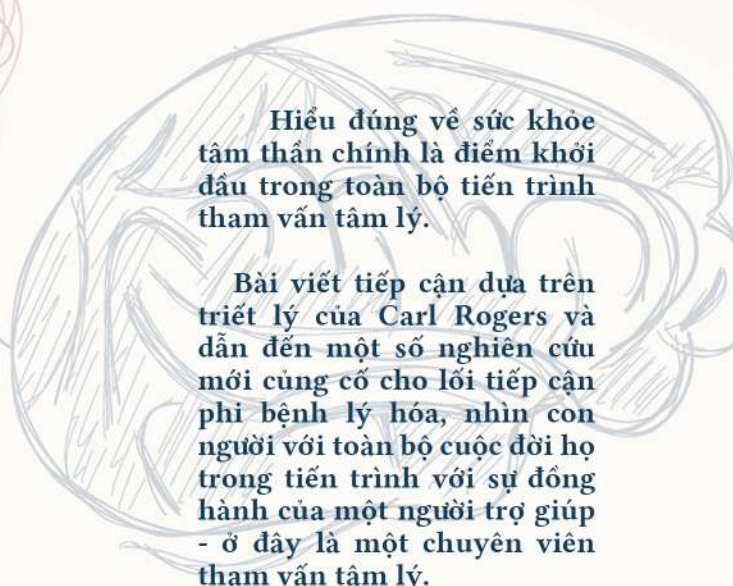 Hiểu đúng về sức khỏe
tâm thần chính là điểm khởi
đầu trong toàn bộ tiến trình
tham vấn tâm lý.
Bài viết tiếp cận dựa trên
triết lý của Carl Rogers và
dẫn đến một số nghiên cứu
mới củng cố cho lối tiếp cận
phi bệnh lý hóa, nhìn con
người với toàn bộ cuộc đời họ
trong tiến trình với sự đồng
hành của một người trợ giúp
- ở đây là một chuyên viên
tham vấn tâm lý.